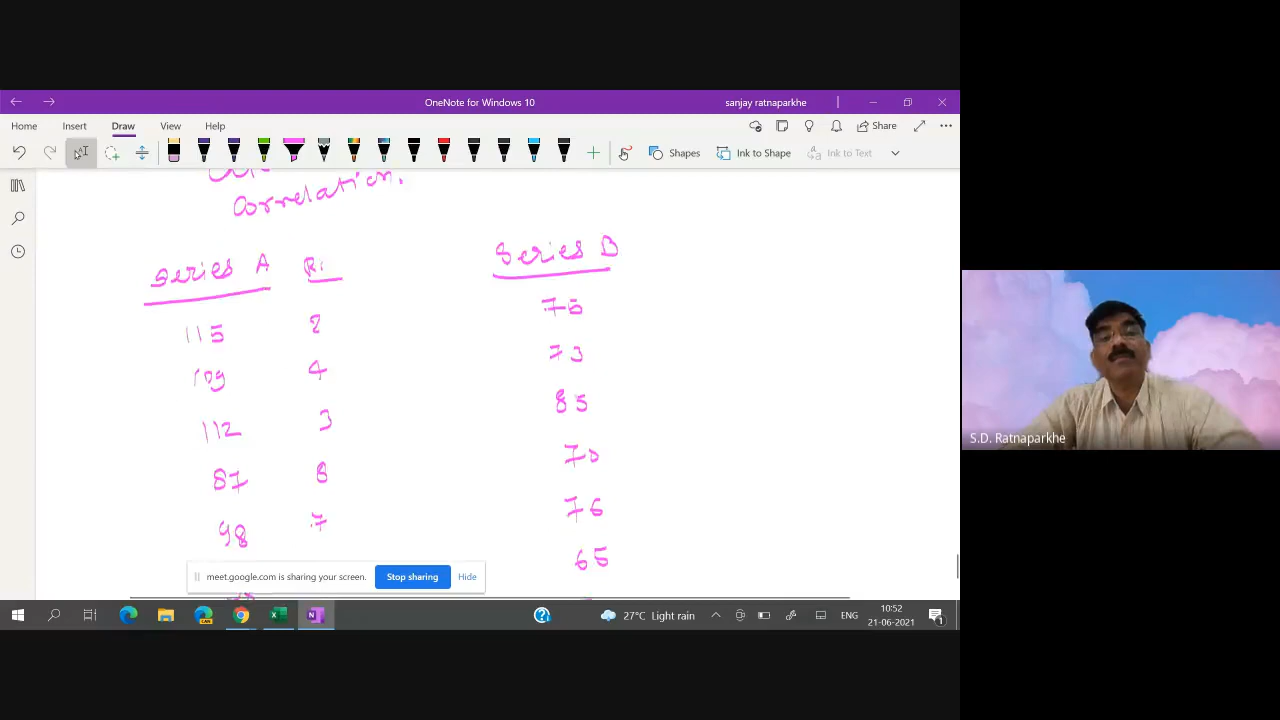 OneNote for Windows 10
sanjay ratnaparkhe
Home Insert Draw View Help
Share
Shapes Ink to Shape Ink to Text
Correlation.
Series A R₁ Series B
115 2 75
109 4 73
112 3 85
87 8 70
98 7 76
65
S.D. Ratnaparkhe
meet.google.com is sharing your screen. Stop sharing Hide
27°C Light rain ENG 10:52
21-06-2021